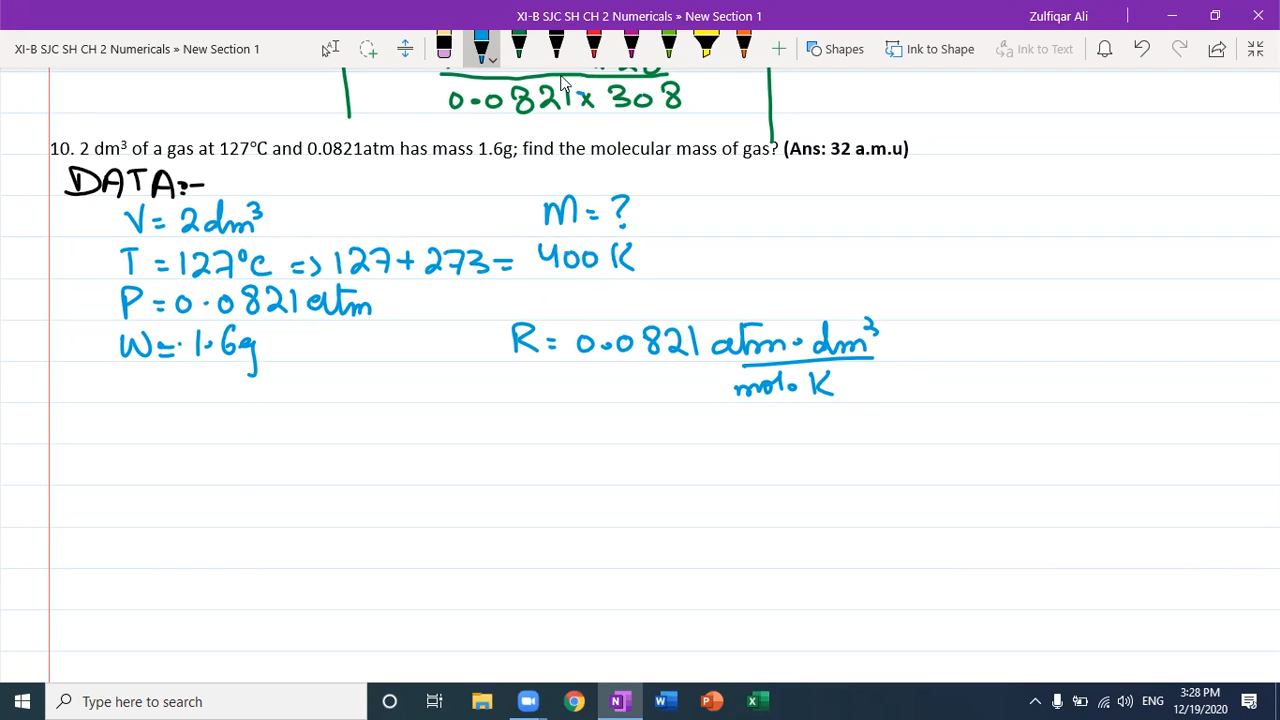 XI-B SJC SH CH 2 Numericals » New Section 1
Zulfiqar Ali
XI-B SJC SH CH 2 Numericals » New Section 1
Shapes
Ink to Shape
Ink to Text
0.0821 x 308
10. 2 dm³ of a gas at 127°C and 0.0821atm has mass 1.6g; find the molecular mass of gas? (Ans: 32 a.m.u)
DATA:-
V = 2 dm³
M = ?
T = 127°C => 127 + 273 = 400 K
P = 0.0821 atm
W = 1.6g
R = 0.0821 atm. dm³
mol. K
Type here to search
ENG
3:28 PM
12/19/2020